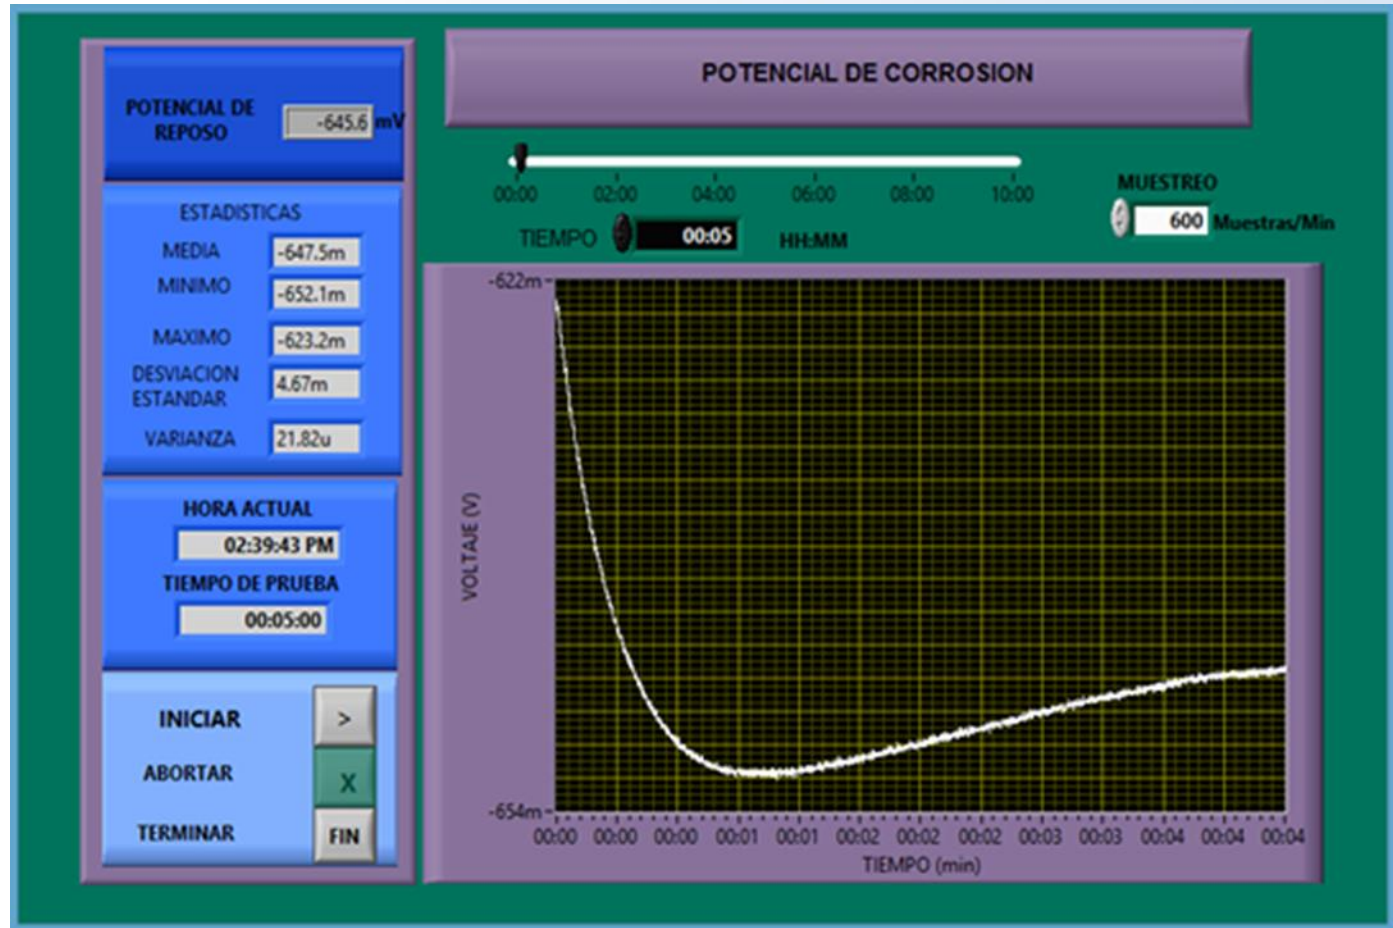 POTENCIAL DE CORROSION
POTENCIAL DE
REPOSO
-645.6 mV
ESTADISTICAS
MEDIA -647.5m
MINIMO -652.1m
MAXIMO -623.2m
DESVIACION
ESTANDAR
4.67m
VARIANZA 21.82u
HORA ACTUAL
02:39:43 PM
TIEMPO DE PRUEBA
00:05:00
INICIAR >
ABORTAR X
TERMINAR FIN
00:00 02:00 04:00 06:00 08:00 10:00
TIEMPO 00:05 HH:MM
MUESTREO
600 Muestras/Min
-622m
VOLTAJE (V)
-654m
00:00 00:00 00:00 00:01 00:01 00:02 00:02 00:02 00:03 00:03 00:04 00:04 00:04
TIEMPO (min)